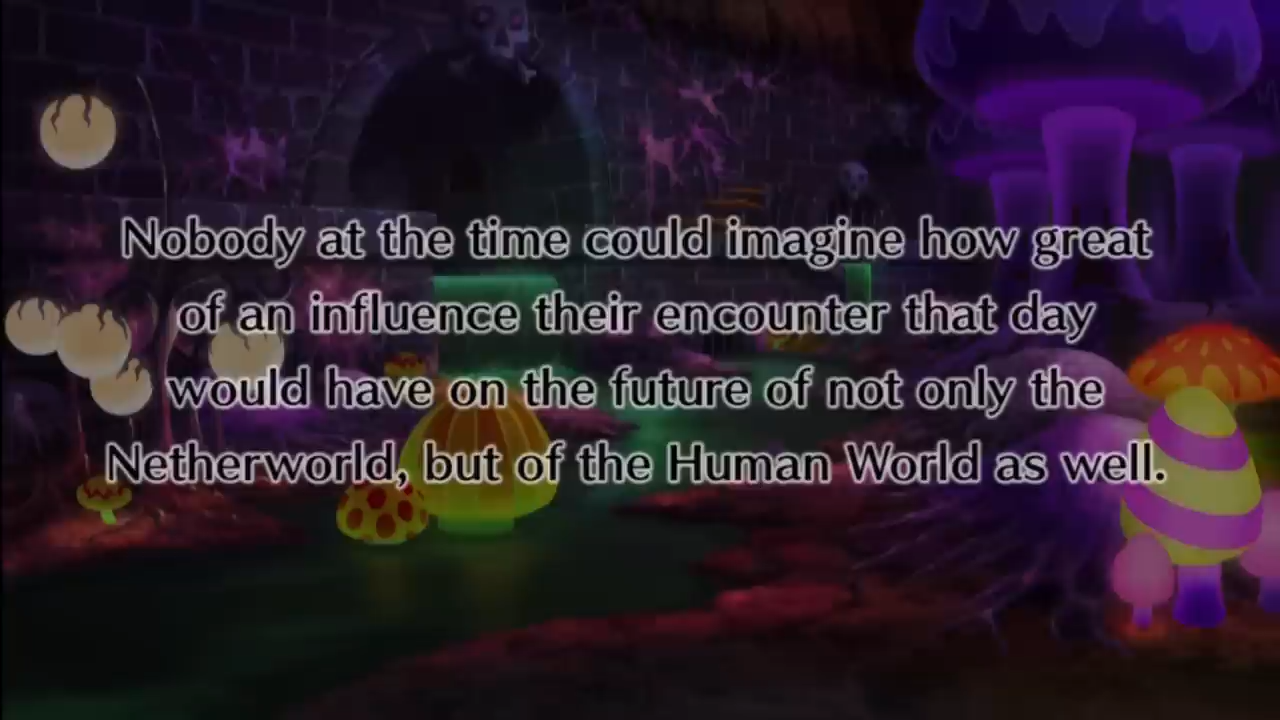 Nobody at the time could imagine how great
of an influence their encounter that day
would have on the future of not only the
Netherworld, but of the Human World as well.